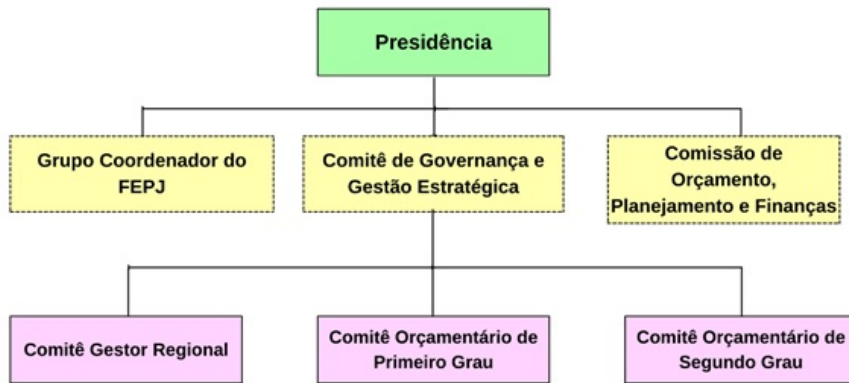 Presidência
Grupo Coordenador do
FEPJ
Comitê de Governança e
Gestão Estratégica
Comissão de
Orçamento,
Planejamento e Finanças
Comitê Gestor Regional
Comitê Orçamentário de
Primeiro Grau
Comitê Orçamentário de
Segundo Grau